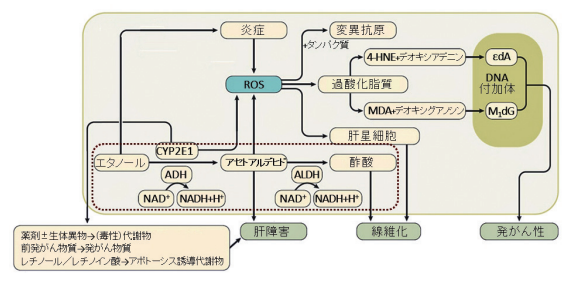 炎症
変異抗原
+タンパク質
ROS
過酸化脂質
4-HNE+デオキシアデニン
εdA
DNA
付加体
MDA+デオキシグアノシン
M₁dG
肝星細胞
CYP2E1
エタノール
アセトアルデヒド
酢酸
ADH
ALDH
NAD⁺
NADH+H⁺
NAD⁺
NADH+H⁺
薬剤±生体異物→(毒性)代謝物
前発がん物質→発がん物質
レチノール/レチノイン酸→アポトーシス誘導代謝物
肝障害
線維化
発がん性